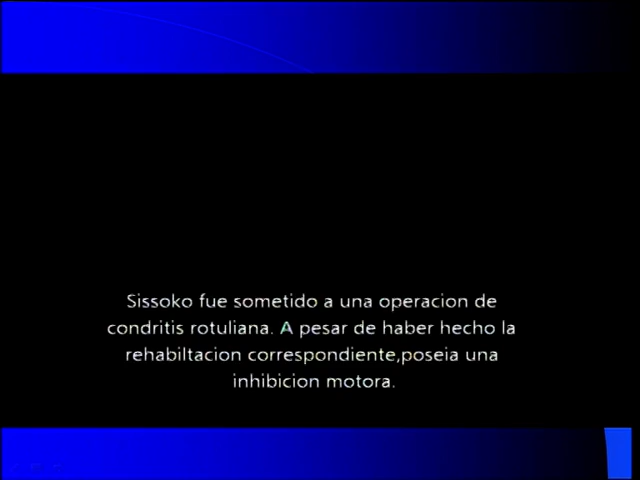 Sissoko fue sometido a una operacion de
condritis rotuliana. A pesar de haber hecho la
rehabiltacion correspondiente,poseia una
inhibicion motora.